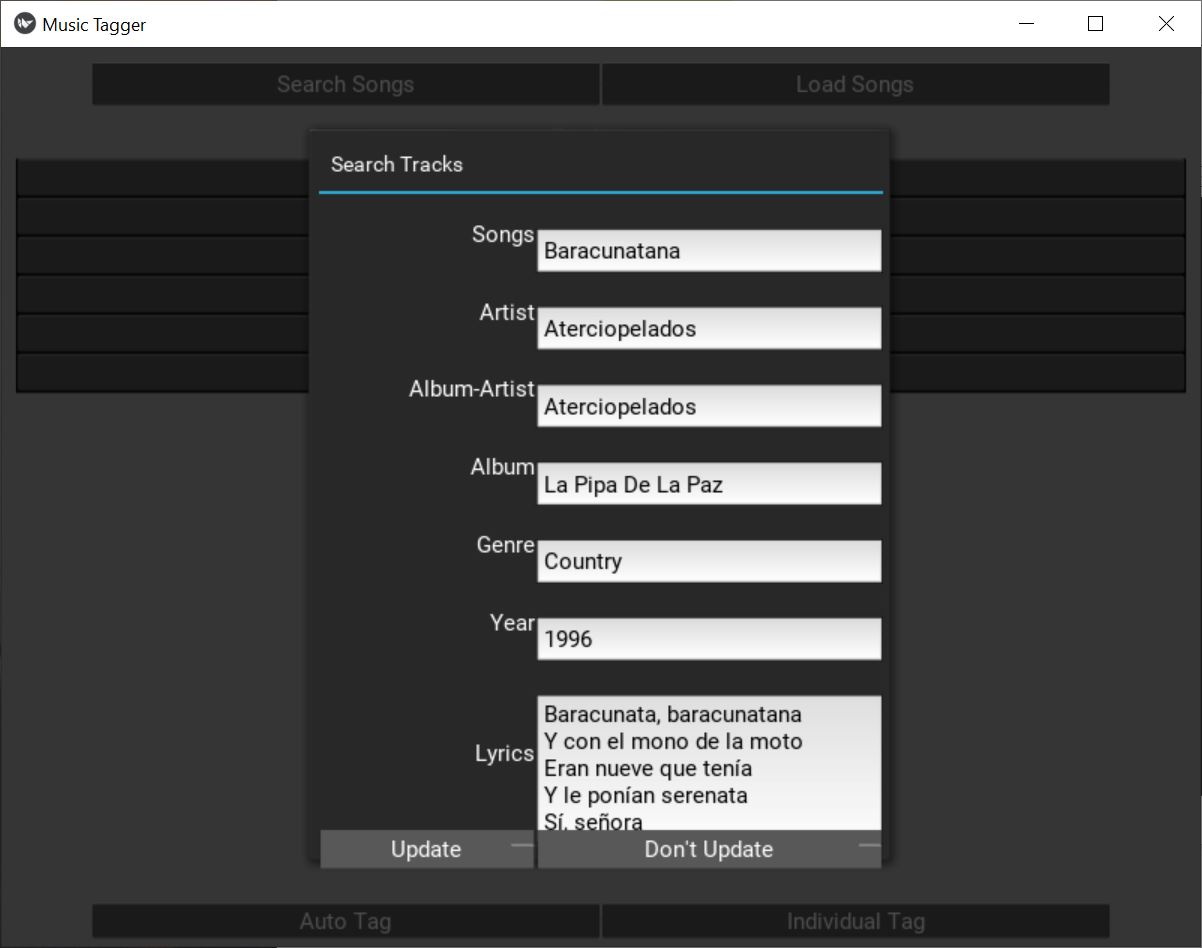 Music Tagger
Search Songs
Load Songs
Search Tracks
Songs
Baracunatana
Artist
Aterciopelados
Album-Artist
Aterciopelados
Album
La Pipa De La Paz
Genre
Country
Year
1996
Lyrics
Baracunata, baracunatana
Y con el mono de la moto
Eran nueve que tenía
Y le ponían serenata
Sí, señora
Update
Don't Update
Auto Tag
Individual Tag